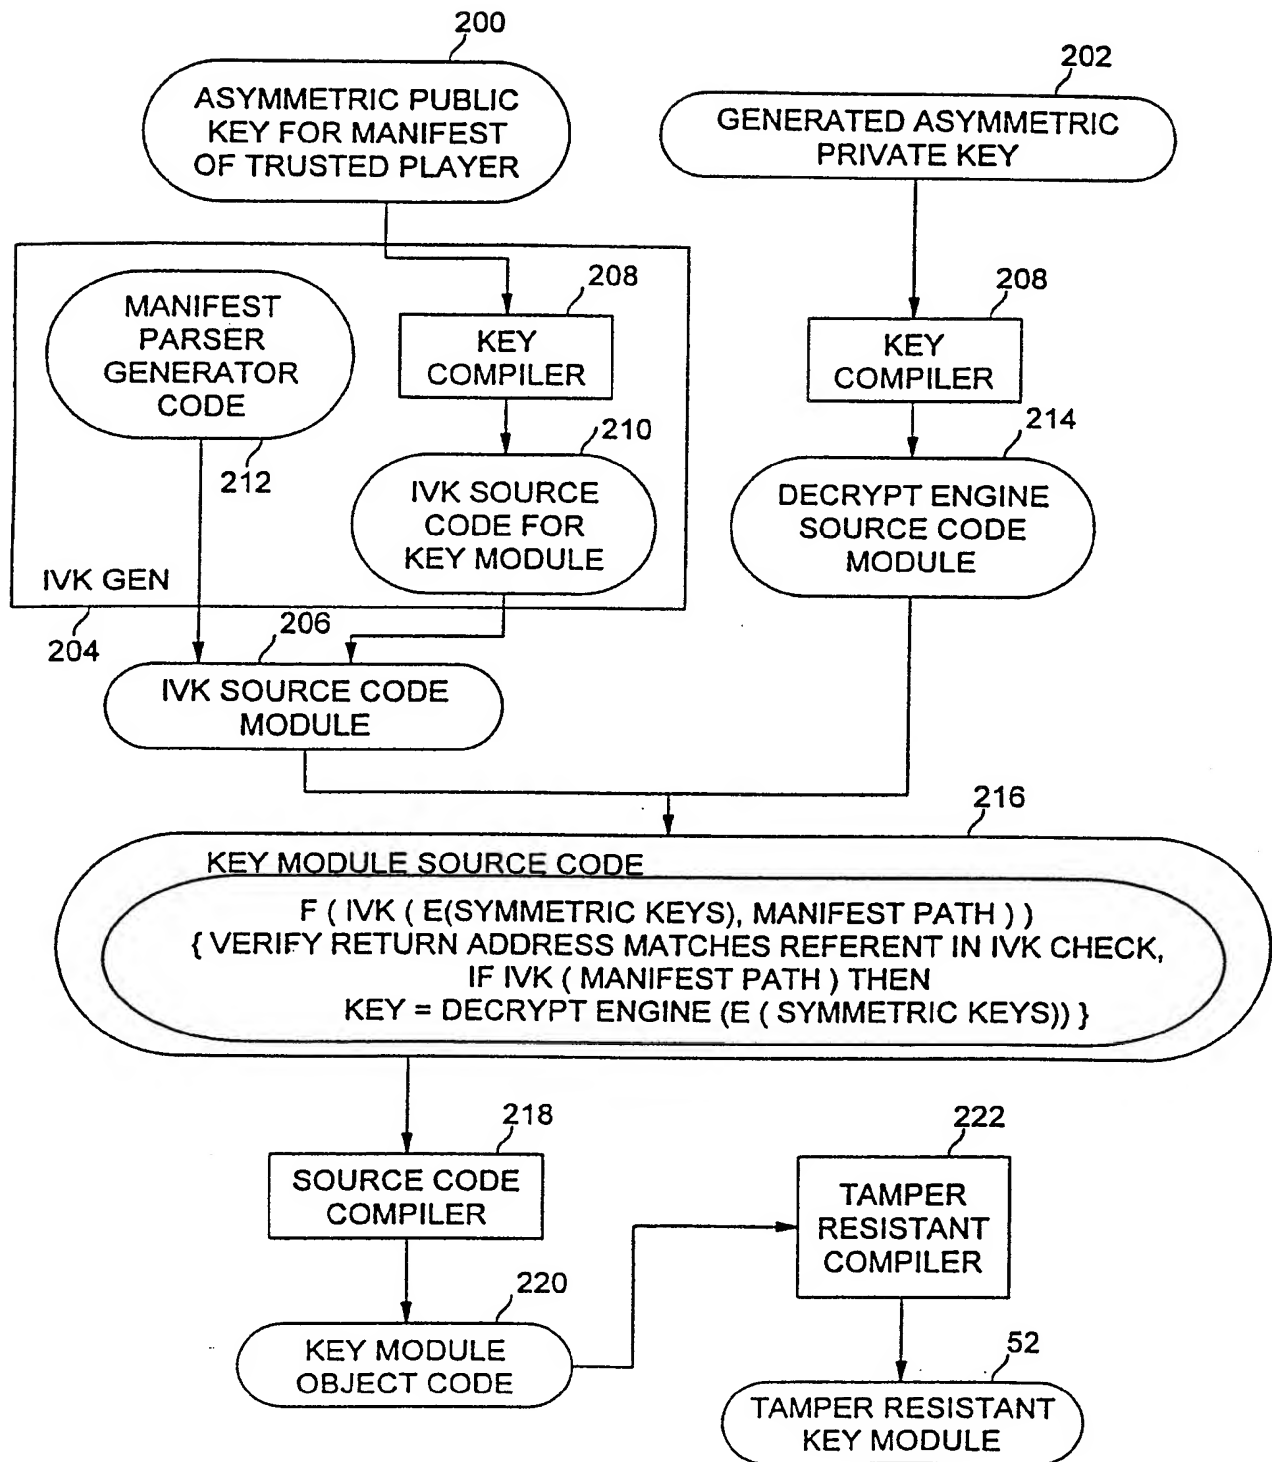 200
ASYMMETRIC PUBLIC
KEY FOR MANIFEST
OF TRUSTED PLAYER
202
GENERATED ASYMMETRIC
PRIVATE KEY
MANIFEST
PARSER
GENERATOR
CODE
212
208
KEY
COMPILER
210
IVK SOURCE
CODE FOR
KEY MODULE
IVK GEN
204
208
KEY
COMPILER
214
DECRYPT ENGINE
SOURCE CODE
MODULE
206
IVK SOURCE CODE
MODULE
216
KEY MODULE SOURCE CODE
F ( IVK ( E(SYMMETRIC KEYS), MANIFEST PATH ) )
{ VERIFY RETURN ADDRESS MATCHES REFERENT IN IVK CHECK,
IF IVK ( MANIFEST PATH ) THEN
KEY = DECRYPT ENGINE (E ( SYMMETRIC KEYS)) }
218
SOURCE CODE
COMPILER
220
KEY MODULE
OBJECT CODE
222
TAMPER
RESISTANT
COMPILER
52
TAMPER RESISTANT
KEY MODULE